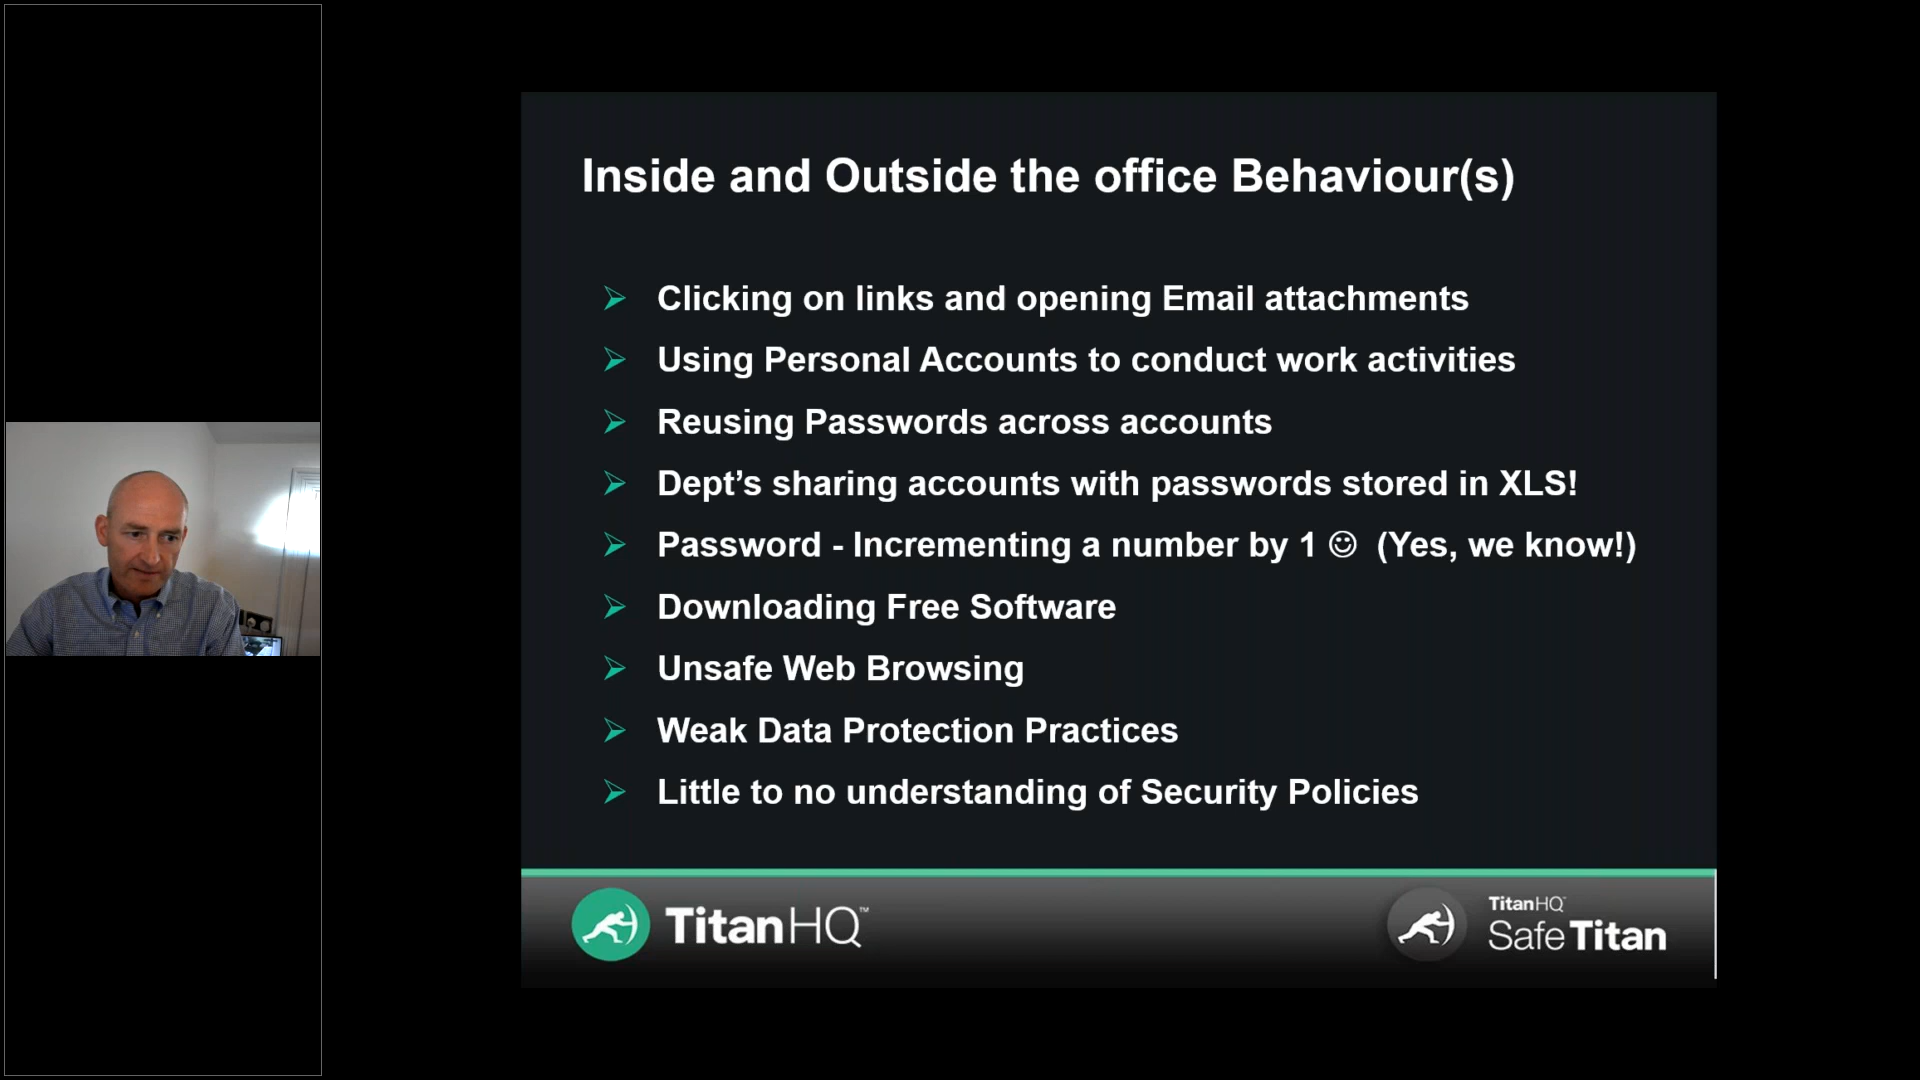 Inside and Outside the office Behaviour(s)
Clicking on links and opening Email attachments
Using Personal Accounts to conduct work activities
Reusing Passwords across accounts
Dept’s sharing accounts with passwords stored in XLS!
Password - Incrementing a number by 1 ☺ (Yes, we know!)
Downloading Free Software
Unsafe Web Browsing
Weak Data Protection Practices
Little to no understanding of Security Policies
TitanHQ™
TitanHQ™
SafeTitan